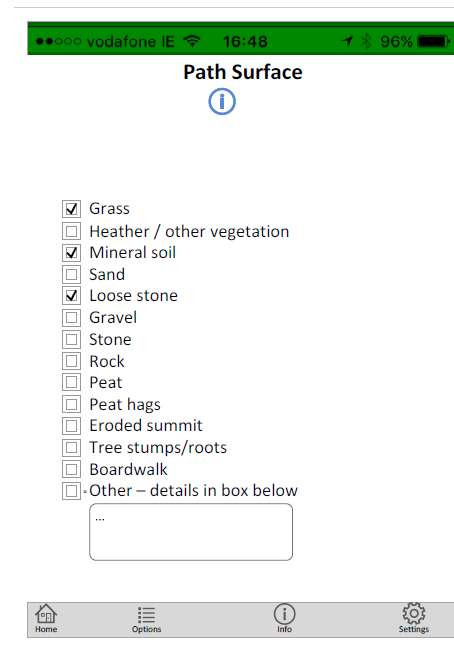 vodafone IE 16:48 96%
Path Surface
Grass
Heather / other vegetation
Mineral soil
Sand
Loose stone
Gravel
Stone
Rock
Peat
Peat hags
Eroded summit
Tree stumps/roots
Boardwalk
Other – details in box below
...
Home Options Info Settings